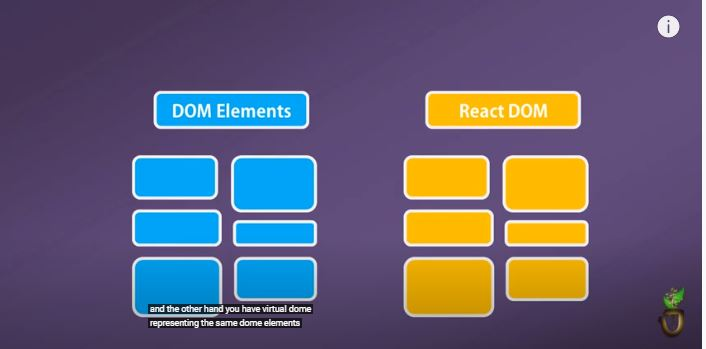 DOM Elements
React DOM
and the other hand you have virtual dome
representing the same dome elements